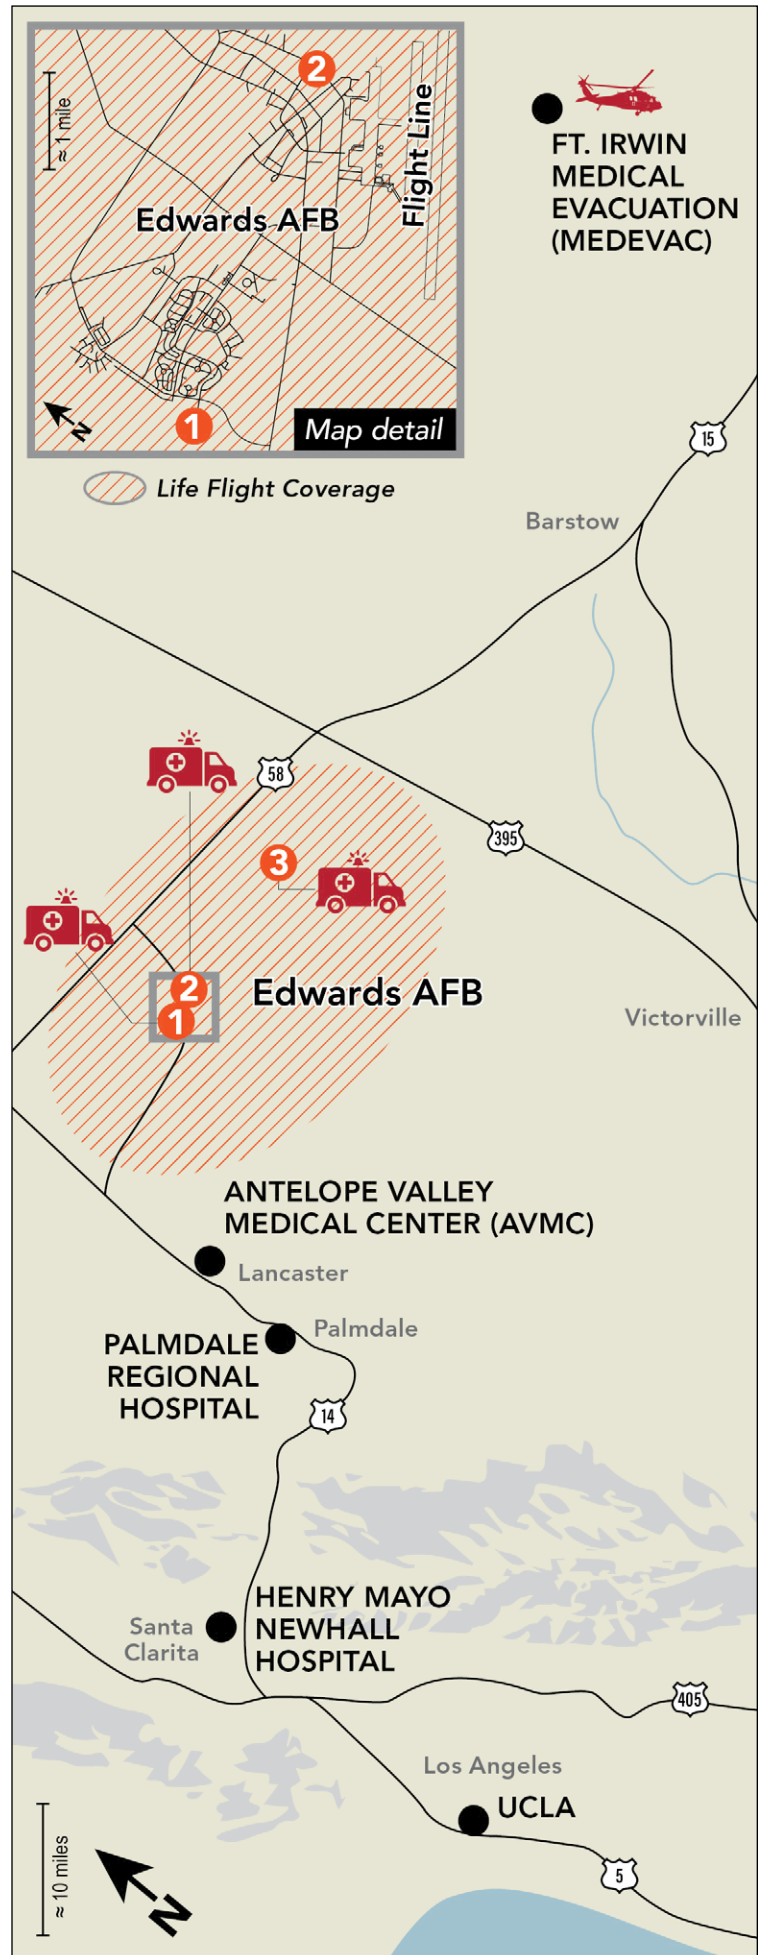 ≈ 1 mile
2
Flight Line
Edwards AFB
1
N
Map detail
Life Flight Coverage
FT. IRWIN
MEDICAL
EVACUATION
(MEDEVAC)
15
Barstow
58
395
3
2
1
Edwards AFB
Victorville
ANTELOPE VALLEY
MEDICAL CENTER (AVMC)
Lancaster
Palmdale
PALMDALE
REGIONAL
HOSPITAL
14
HENRY MAYO
NEWHALL
HOSPITAL
Santa
Clarita
405
Los Angeles
UCLA
5
≈ 10 miles
N